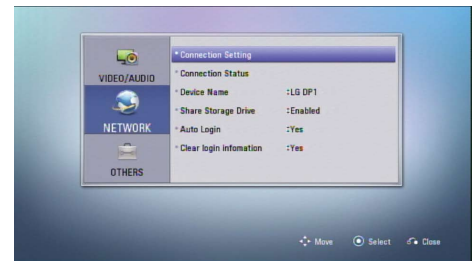 VIDEO/AUDIO
NETWORK
OTHERS
Connection Setting
Connection Status
Device Name :LG DP1
Share Storage Drive :Enabled
Auto Login :Yes
Clear login infomation :Yes
Move Select Close